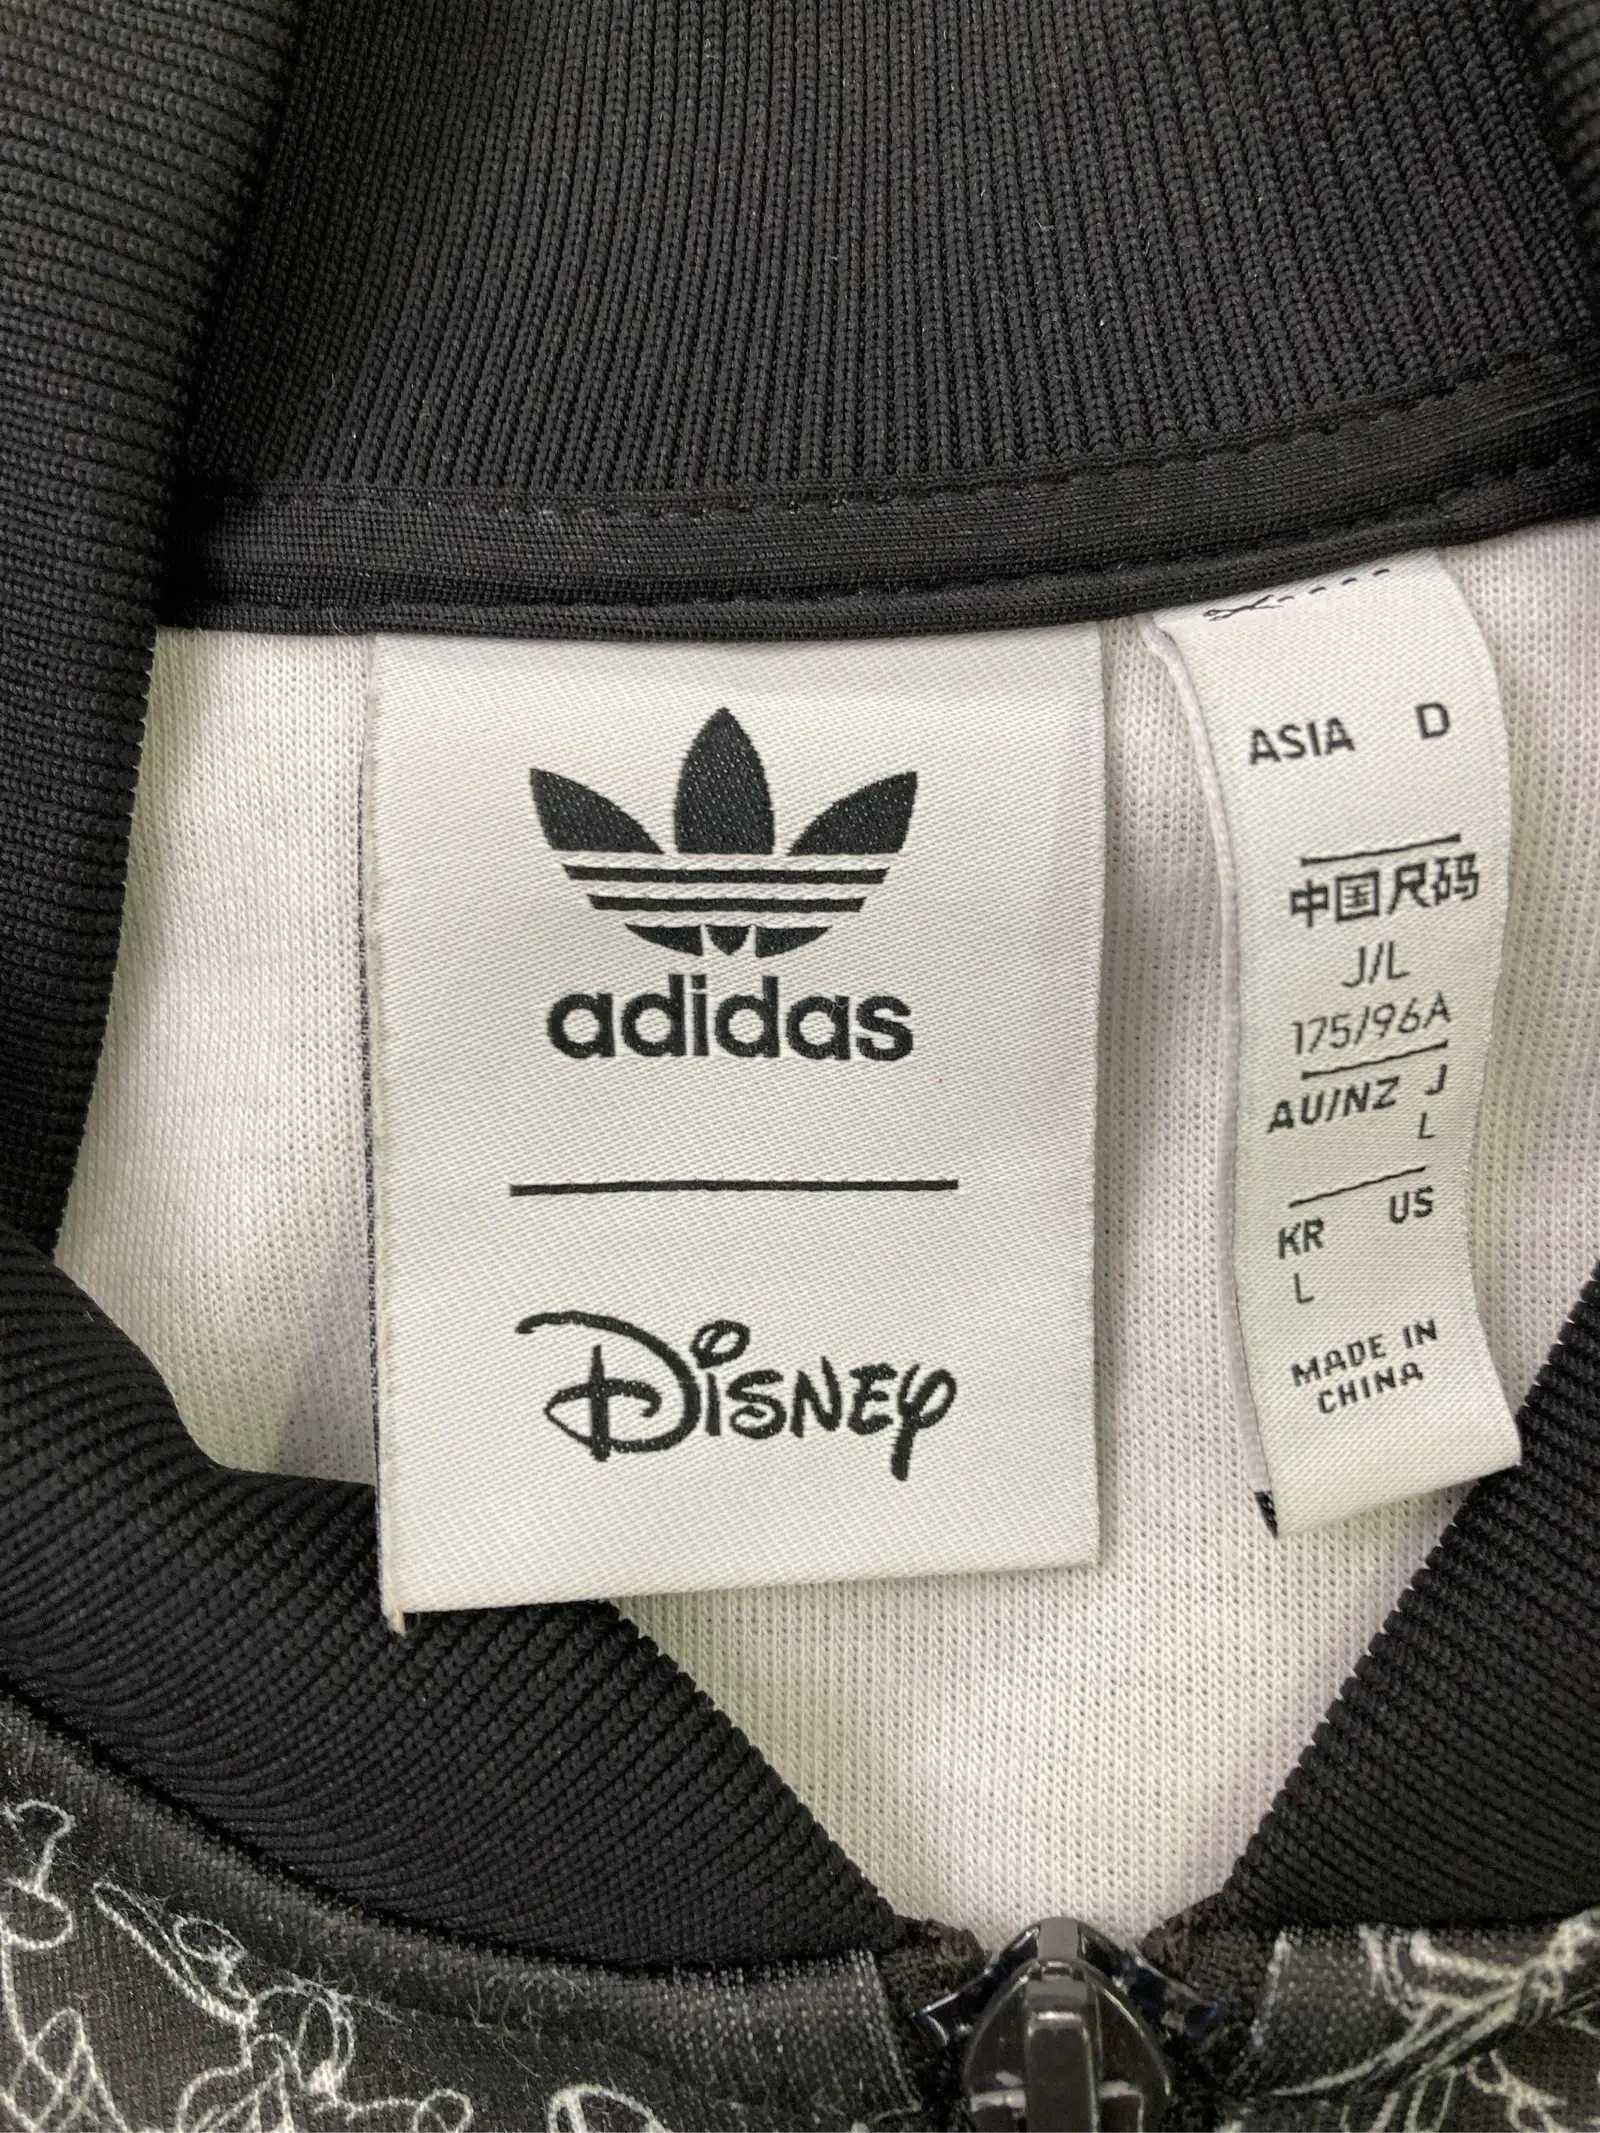 adidas
Disney
ASIA D
中国尺码
J/L
175/96A
AU/NZ J
L
KR US
L
MADE IN
CHINA